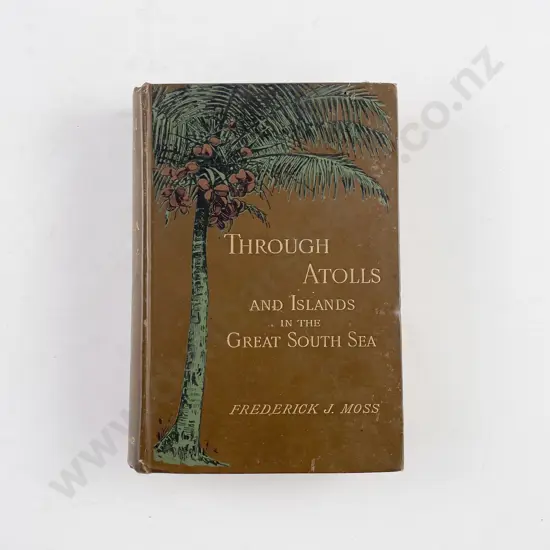 THROUGH
ATOLLS
AND ISLANDS
IN THE
GREAT SOUTH SEA
FREDERICK J. MOSS